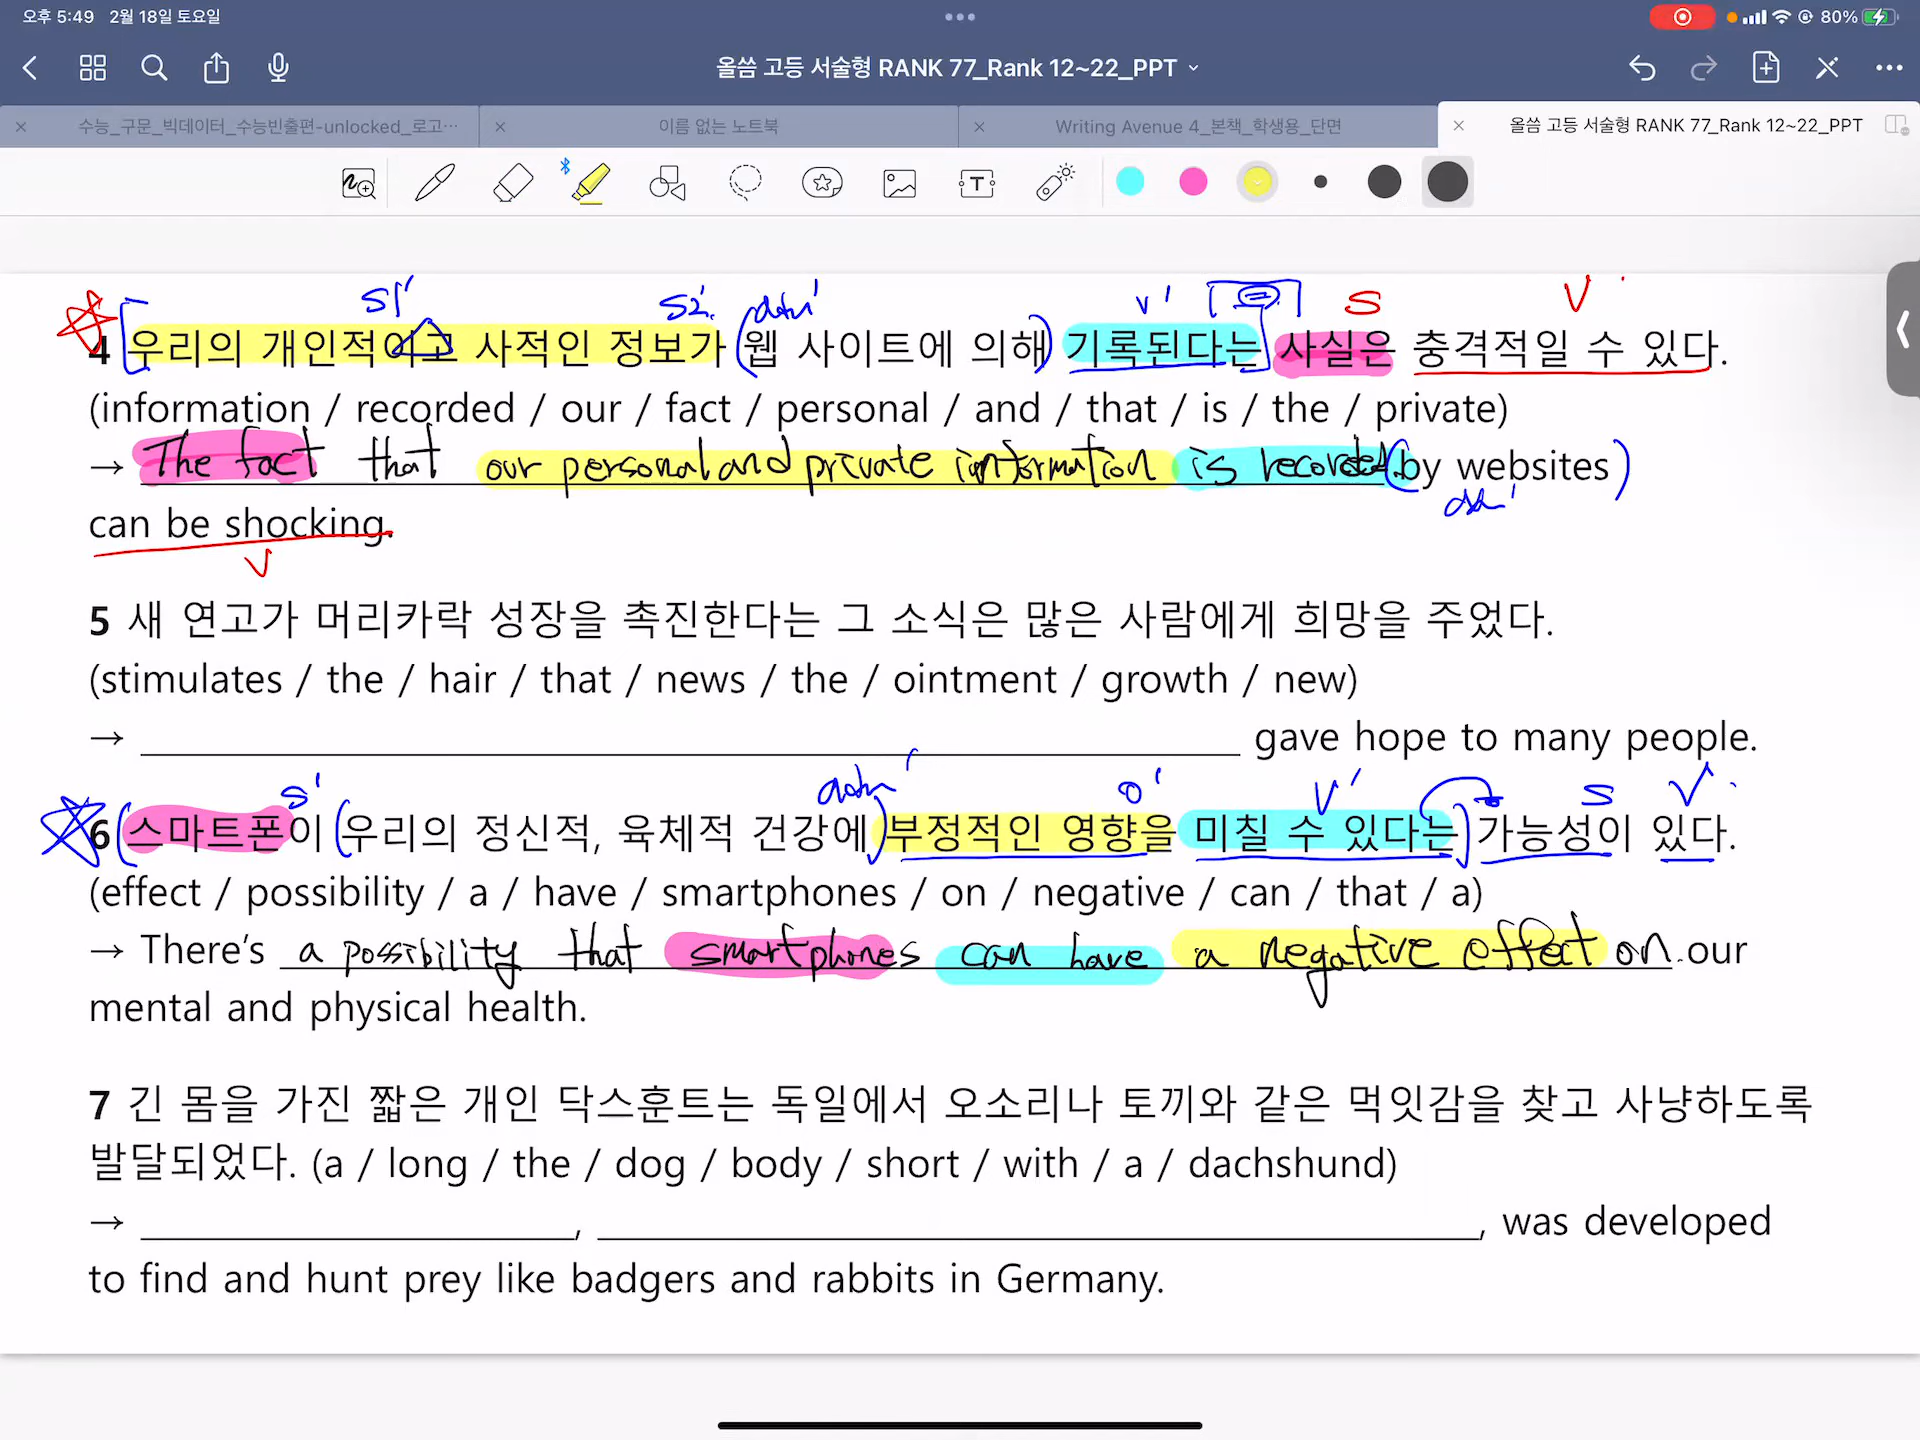 오후 5:49 2월 18일 토요일
80%
올씀 고등 서술형 RANK 77_Rank 12~22_PPT
수능_구문_빅데이터_수능빈출편-unlocked_로고…
이름 없는 노트북
Writing Avenue 4_본책_학생용_단면
올씀 고등 서술형 RANK 77_Rank 12~22_PPT
S1' S2' v' S V
4 우리의 개인적이고 사적인 정보가 (웹 사이트에 의해) 기록된다는 사실은 충격적일 수 있다.
(information / recorded / our / fact / personal / and / that / is / the / private)
→ The fact that our personal and private information is recorded (by websites)
can be shocking.
V
5 새 연고가 머리카락 성장을 촉진한다는 그 소식은 많은 사람에게 희망을 주었다.
(stimulates / the / hair / that / news / the / ointment / growth / new)
→ gave hope to many people.
s' o' V' S V
6 (스마트폰이 (우리의 정신적, 육체적 건강에) 부정적인 영향을 미칠 수 있다는) 가능성이 있다.
(effect / possibility / a / have / smartphones / on / negative / can / that / a)
→ There's a possibility that smartphones can have a negative effect on our
mental and physical health.
7 긴 몸을 가진 짧은 개인 닥스훈트는 독일에서 오소리나 토끼와 같은 먹잇감을 찾고 사냥하도록
발달되었다. (a / long / the / dog / body / short / with / a / dachshund)
→ , , was developed
to find and hunt prey like badgers and rabbits in Germany.